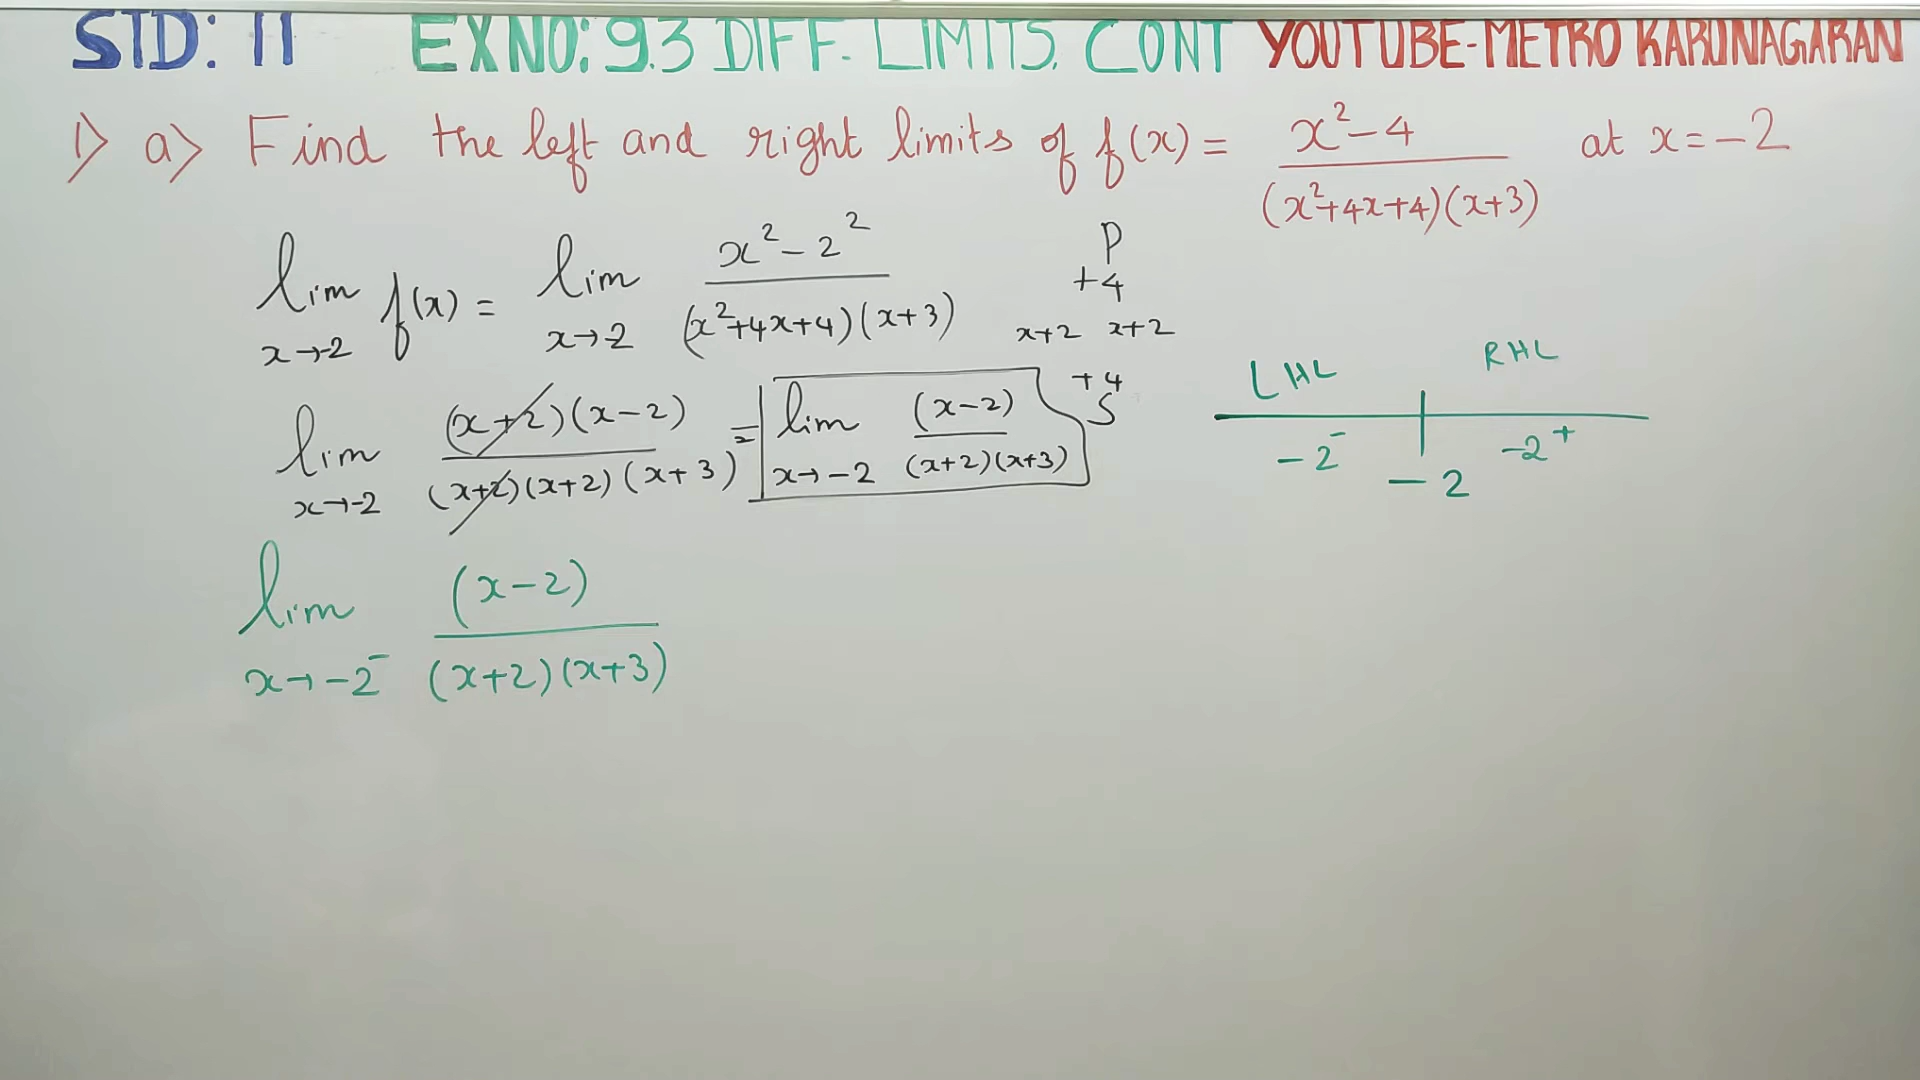 STD: 11 EX NO: 9.3 DIFF. LIMITS. CONT YOUTUBE-METRO KARUNAGARAN
1) a) Find the left and right limits of f(x) = (x²-4)/((x²+4x+4)(x+3)) at x = -2
lim x→-2 f(x) = lim x→-2 (x²-2²)/((x²+4x+4)(x+3))
P
+4
x+2 x+2
+4
S
lim x→-2 ((x+2)(x-2))/((x+2)(x+2)(x+3)) = lim x→-2 (x-2)/((x+2)(x+3))
LHL RHL
-2⁻ -2⁺
-2
lim x→-2⁻ (x-2)/((x+2)(x+3))